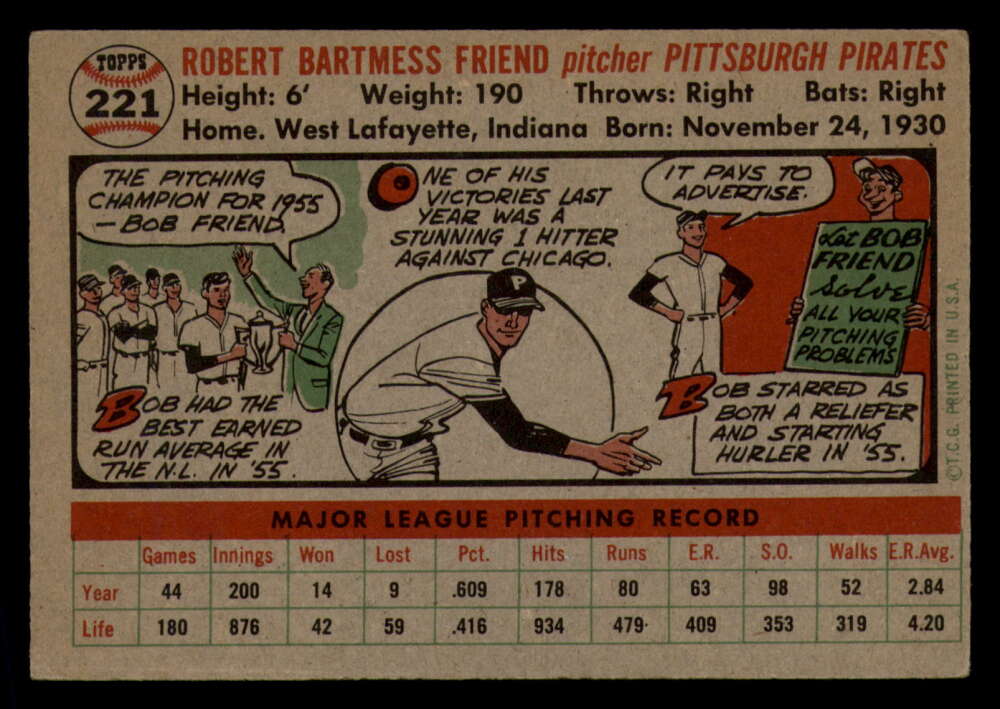 TOPPS
221
ROBERT BARTMESS FRIEND pitcher PITTSBURGH PIRATES
Height: 6' Weight: 190 Throws: Right Bats: Right
Home. West Lafayette, Indiana Born: November 24, 1930
THE PITCHING
CHAMPION FOR 1955
— BOB FRIEND.
BOB HAD THE
BEST EARNED
RUN AVERAGE IN
THE N.L. IN '55.
ONE OF HIS
VICTORIES LAST
YEAR WAS A
STUNNING 1 HITTER
AGAINST CHICAGO.
P
IT PAYS TO
ADVERTISE.
Let BOB
FRIEND
Solve
ALL YOUR
PITCHING
PROBLEMS
BOB STARRED AS
BOTH A RELIEFER
AND STARTING
HURLER IN '55.
©T.C.G. PRINTED IN U.S.A.
MAJOR LEAGUE PITCHING RECORD
Games Innings Won Lost Pct. Hits Runs E.R. S.O. Walks E.R.Avg.
Year 44 200 14 9 .609 178 80 63 98 52 2.84
Life 180 876 42 59 .416 934 479 409 353 319 4.20